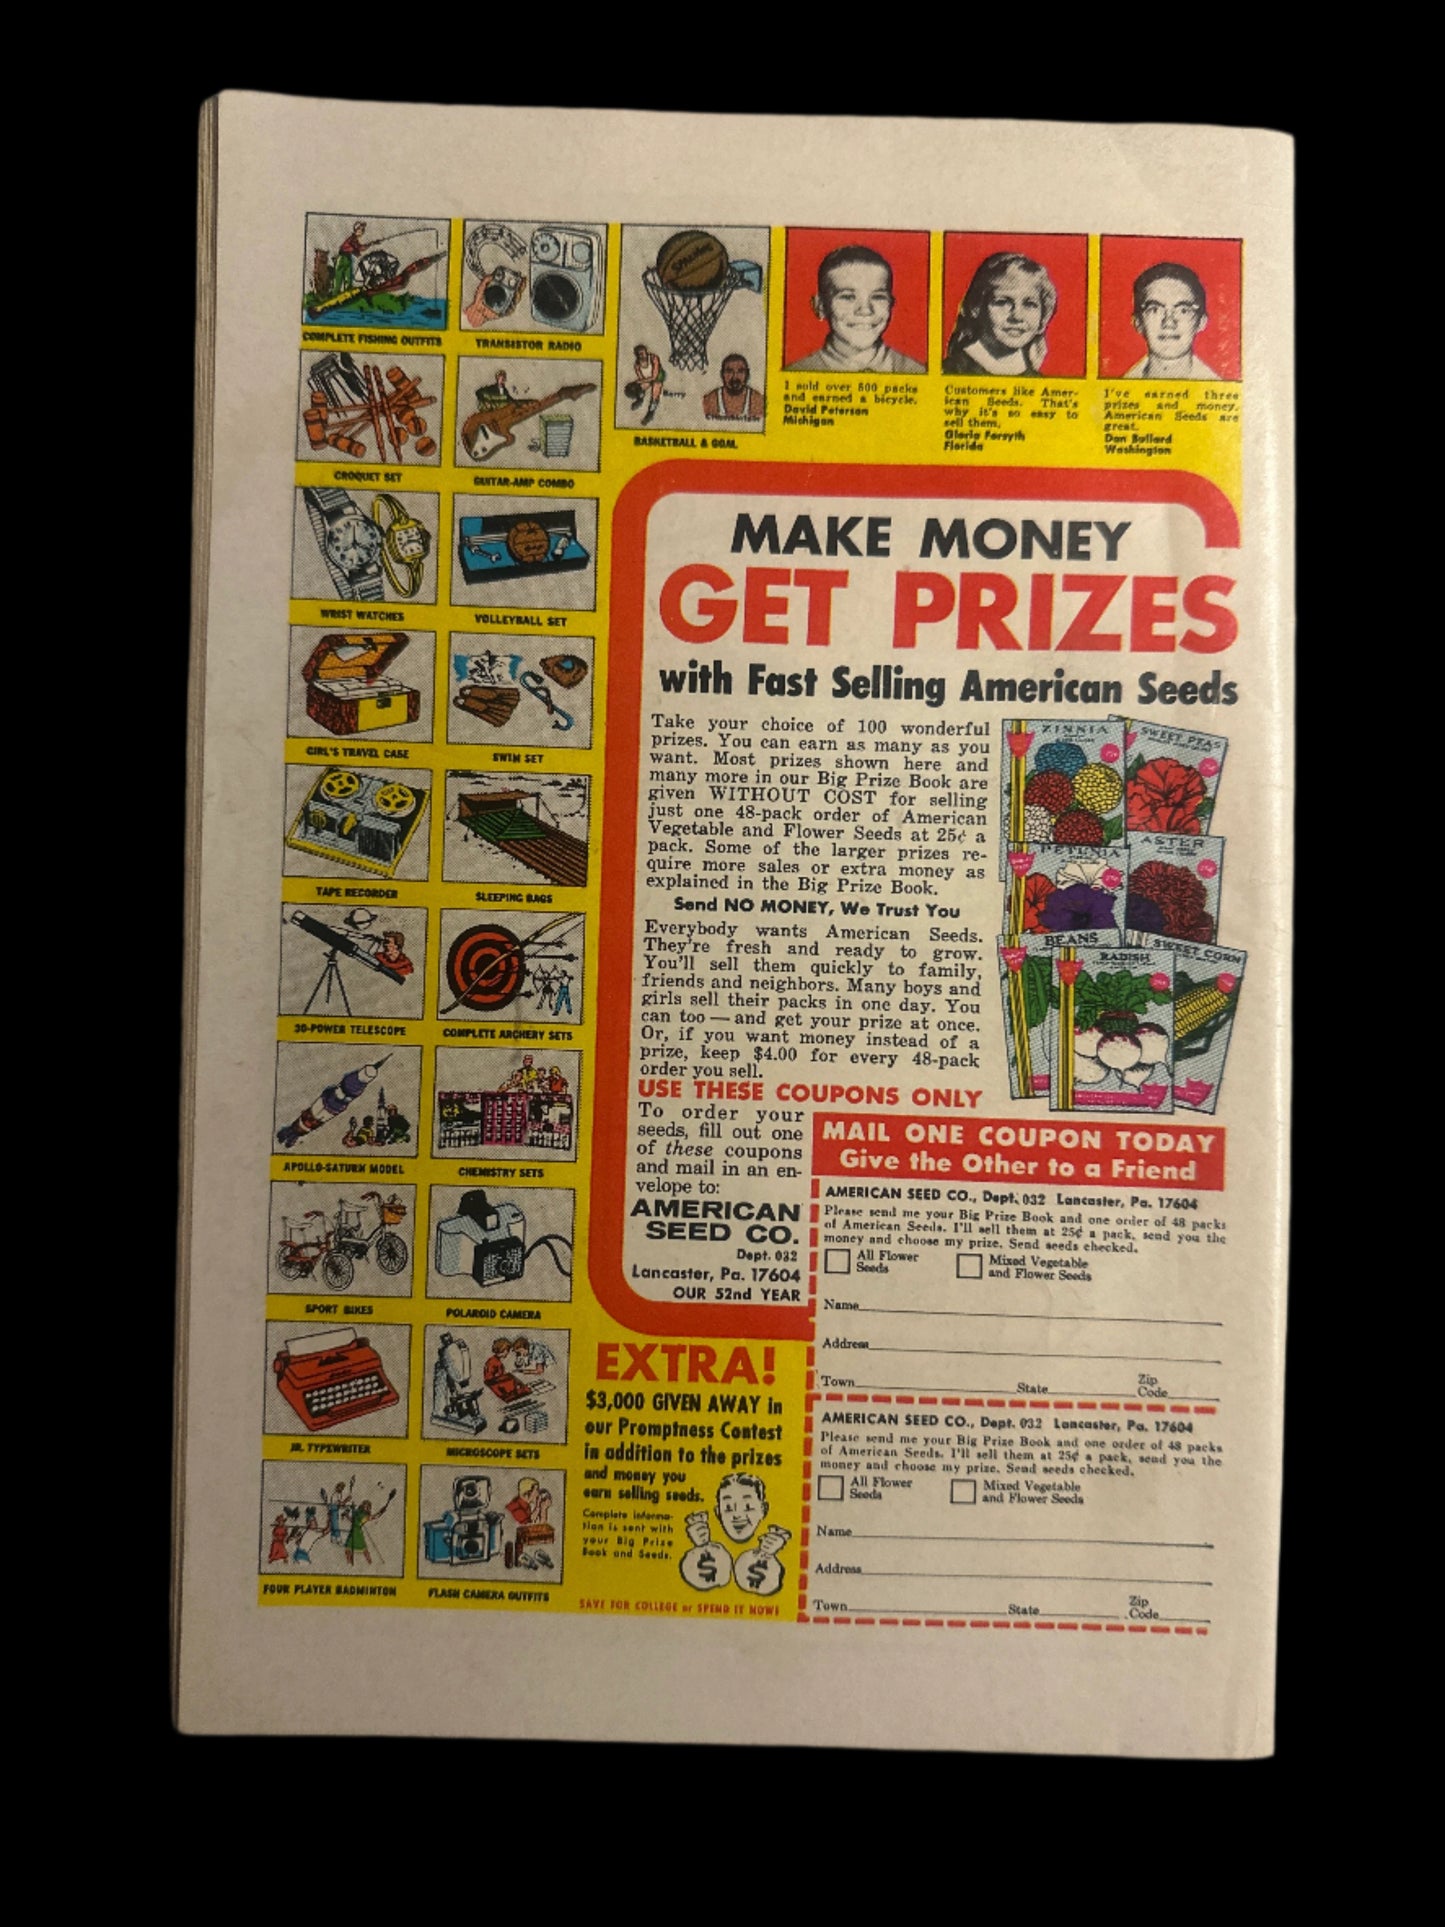 COMPLETE FISHING OUTFITS
TRANSISTOR RADIO
CROQUET SET
GUITAR-AMP COMBO
WRIST WATCHES
VOLLEYBALL SET
GIRL'S TRAVEL CASE
SWIM SET
TAPE RECORDER
SLEEPING BAGS
30-POWER TELESCOPE
COMPLETE ARCHERY SETS
APOLLO-SATURN MODEL
CHEMISTRY SETS
SPORT BIKES
POLAROID CAMERA
JR. TYPEWRITER
MICROSCOPE SETS
FOUR PLAYER BADMINTON
FLASH CAMERA OUTFITS
SPALDING
Barry
BASKETBALL & GOAL
I sold over 500 packs
and earned a bicycle.
David Peterson
Michigan
Customers like Amer-
ican Seeds. That's
why it's so easy to
sell them.
Gloria Forsyth
Florida
I've earned three
prizes and money.
American Seeds are
great.
Dan Ballard
Washington
MAKE MONEY
GET PRIZES
with Fast Selling American Seeds
Take your choice of 100 wonderful
prizes. You can earn as many as you
want. Most prizes shown here and
many more in our Big Prize Book are
given WITHOUT COST for selling
just one 48-pack order of American
Vegetable and Flower Seeds at 25¢ a
pack. Some of the larger prizes re-
quire more sales or extra money as
explained in the Big Prize Book.
Send NO MONEY, We Trust You
Everybody wants American Seeds.
They're fresh and ready to grow.
You'll sell them quickly to family,
friends and neighbors. Many boys and
girls sell their packs in one day. You
can too — and get your prize at once.
Or, if you want money instead of a
prize, keep $4.00 for every 48-pack
order you sell.
ZINNIA
SWEET PEAS
PETUNIA
ASTER
BEANS
RADISH
SWEET CORN
USE THESE COUPONS ONLY
To order your
seeds, fill out one
of these coupons
and mail in an en-
velope to:
AMERICAN
SEED CO.
Dept. 032
Lancaster, Pa. 17604
OUR 52nd YEAR
MAIL ONE COUPON TODAY
Give the Other to a Friend
AMERICAN SEED CO., Dept. 032 Lancaster, Pa. 17604
Please send me your Big Prize Book and one order of 48 packs
of American Seeds. I'll sell them at 25¢ a pack, send you the
money and choose my prize. Send seeds checked.
All Flower
Seeds
Mixed Vegetable
and Flower Seeds
Name
Address
Town State Zip Code
AMERICAN SEED CO., Dept. 032 Lancaster, Pa. 17604
Please send me your Big Prize Book and one order of 48 packs
of American Seeds. I'll sell them at 25¢ a pack, send you the
money and choose my prize. Send seeds checked.
All Flower
Seeds
Mixed Vegetable
and Flower Seeds
Name
Address
Town State Zip Code
EXTRA!
$3,000 GIVEN AWAY in
our Promptness Contest
in addition to the prizes
and money you
earn selling seeds.
Complete informa-
tion is sent with
your Big Prize
Book and Seeds.
$ $
SAVE FOR COLLEGE or SPEND IT NOW!